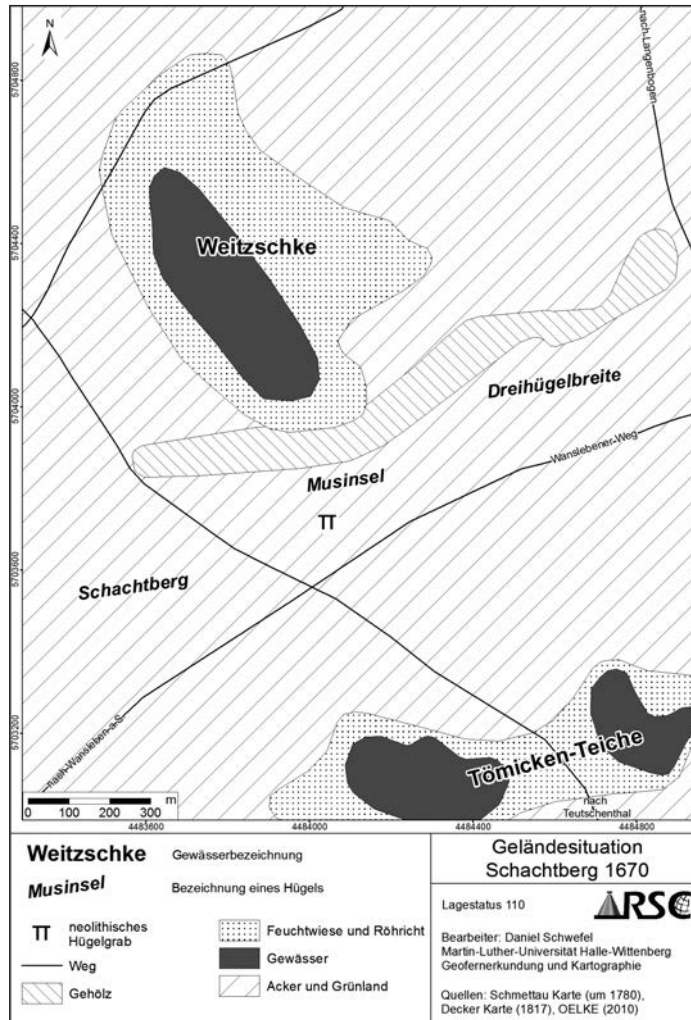 N
nach-Langenbogen
5704800
Weitzschke
5704400
Dreihügelbreite
5704000
Wanslebener-Weg
Musinsel
5703600
Schachtberg
5703200
Tömicken-Teiche
nach-Wansleben-a-S.
nach
Teutschenthal
0 100 200 300 m
4483600 4484000 4484400 4484800
Weitzschke Gewässerbezeichnung
Musinsel Bezeichnung eines Hügels
neolithisches
Hügelgrab
Weg
Gehölz
Feuchtwiese und Röhricht
Gewässer
Acker und Grünland
Geländesituation
Schachtberg 1670
Lagestatus 110
ARSC
Bearbeiter: Daniel Schwefel
Martin-Luther-Universität Halle-Wittenberg
Geofernerkundung und Kartographie
Quellen: Schmettau Karte (um 1780),
Decker Karte (1817), OELKE (2010)